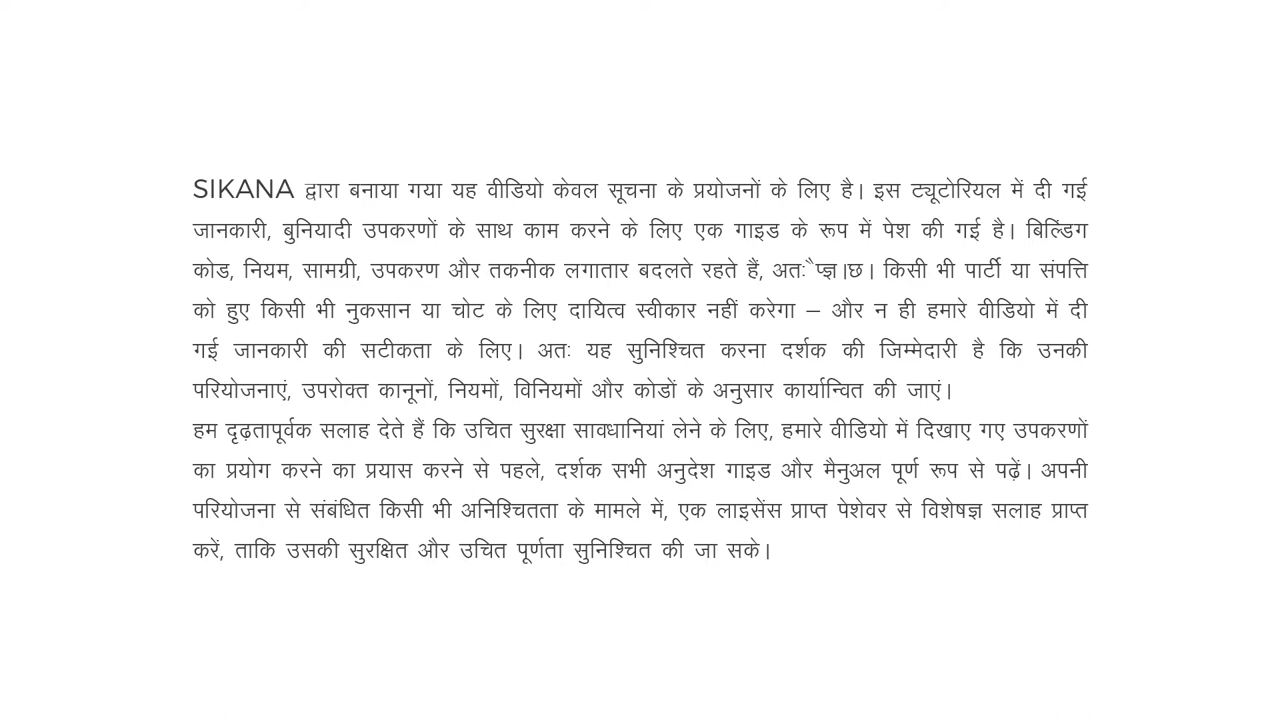 SIKANA द्वारा बनाया गया यह वीडियो केवल सूचना के प्रयोजनों के लिए है। इस ट्यूटोरियल में दी गई
जानकारी, बुनियादी उपकरणों के साथ काम करने के लिए एक गाइड के रूप में पेश की गई है। बिल्डिंग
कोड, नियम, सामग्री, उपकरण और तकनीक लगातार बदलते रहते हैं, अतःैप्ज्ञ।छ। किसी भी पार्टी या संपत्ति
को हुए किसी भी नुकसान या चोट के लिए दायित्व स्वीकार नहीं करेगा – और न ही हमारे वीडियो में दी
गई जानकारी की सटीकता के लिए। अतः यह सुनिश्चित करना दर्शक की जिम्मेदारी है कि उनकी
परियोजनाएं, उपरोक्त कानूनों, नियमों, विनियमों और कोडों के अनुसार कार्यान्वित की जाएं।
हम दृढ़तापूर्वक सलाह देते हैं कि उचित सुरक्षा सावधानियां लेने के लिए, हमारे वीडियो में दिखाए गए उपकरणों
का प्रयोग करने का प्रयास करने से पहले, दर्शक सभी अनुदेश गाइड और मैनुअल पूर्ण रूप से पढ़ें। अपनी
परियोजना से संबंधित किसी भी अनिश्चितता के मामले में, एक लाइसेंस प्राप्त पेशेवर से विशेषज्ञ सलाह प्राप्त
करें, ताकि उसकी सुरक्षित और उचित पूर्णता सुनिश्चित की जा सके।